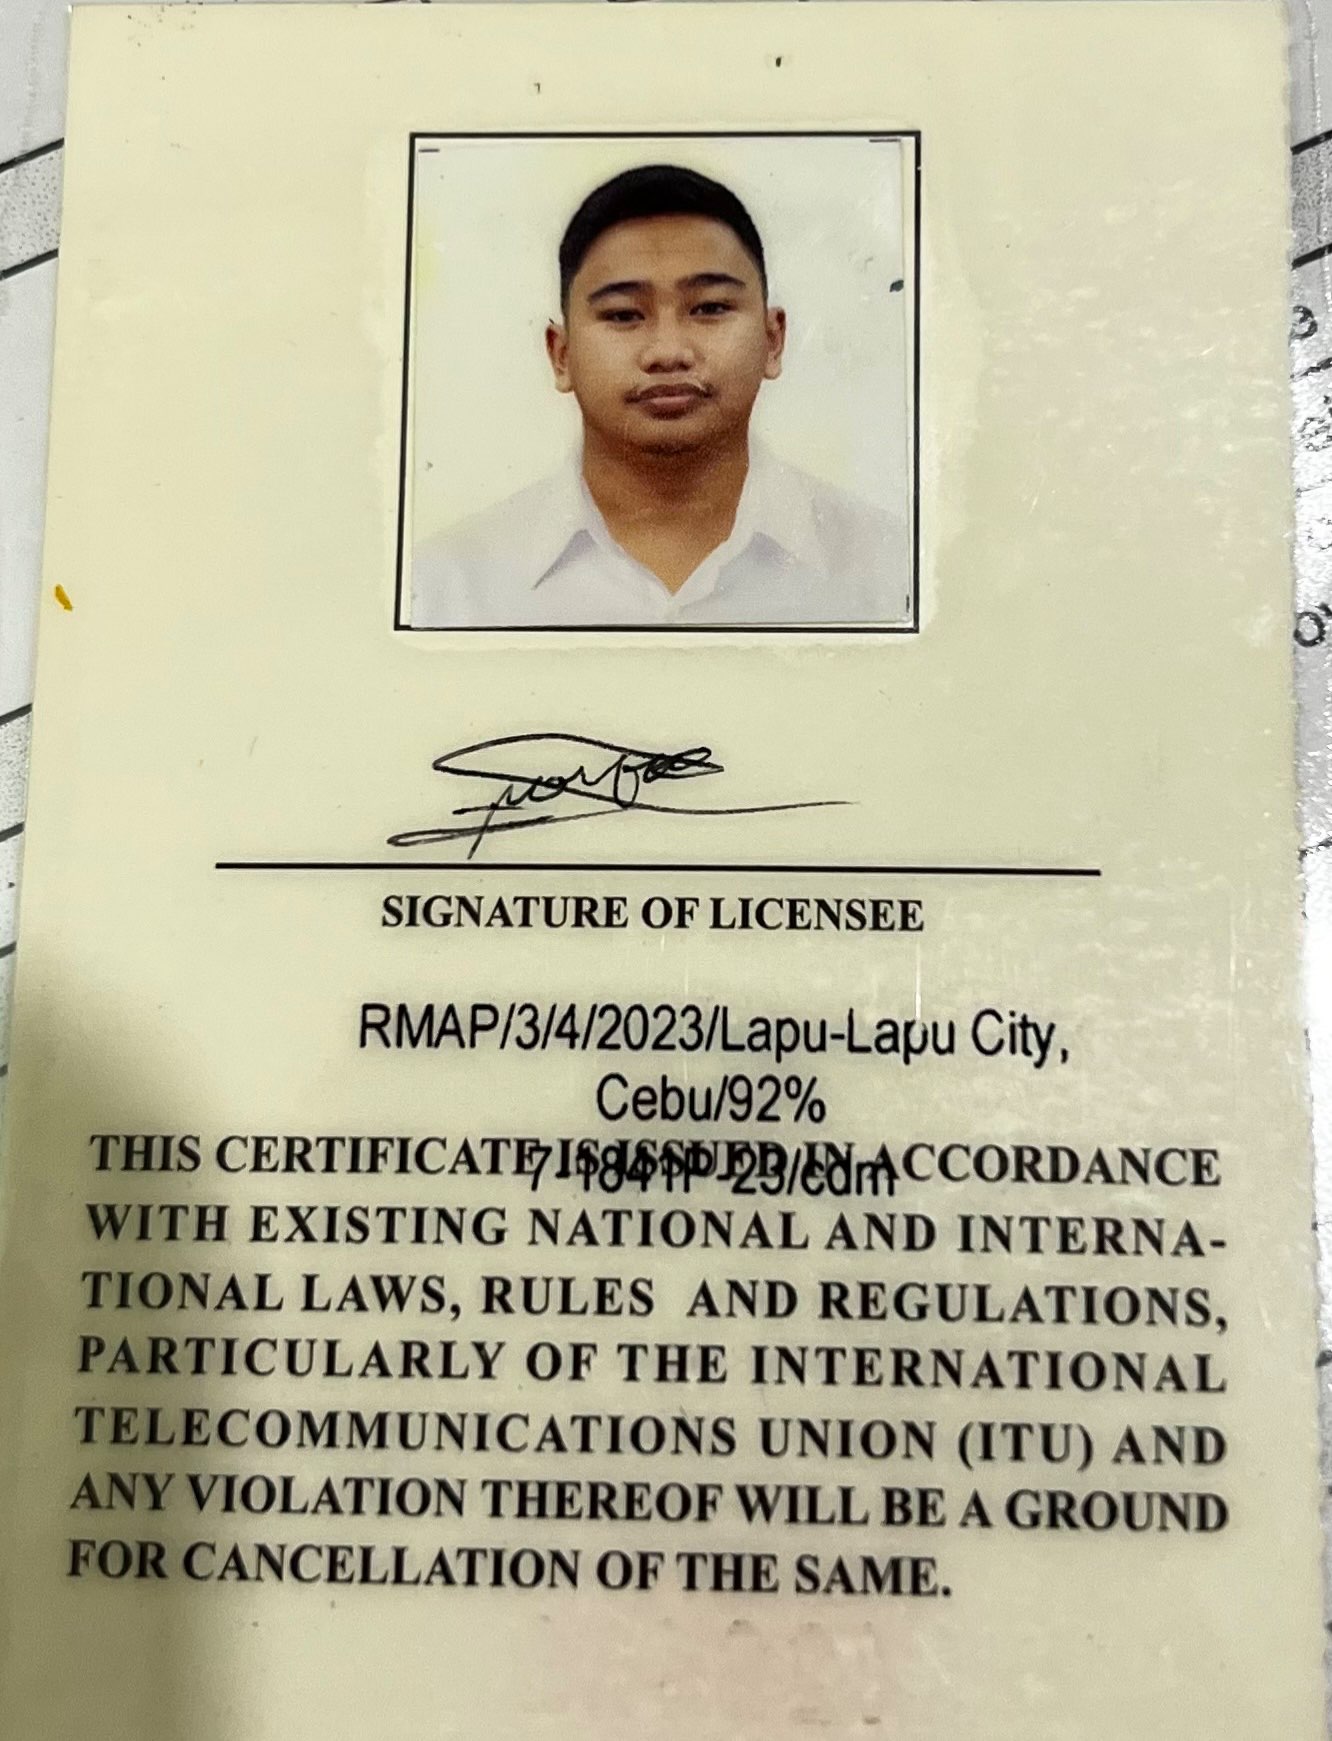 SIGNATURE OF LICENSEE
RMAP/3/4/2023/Lapu-Lapu City,
Cebu/92%
THIS CERTIFICATE IS ISSUED IN ACCORDANCE
7-1841P-23/cdm
WITH EXISTING NATIONAL AND INTERNA-
TIONAL LAWS, RULES AND REGULATIONS,
PARTICULARLY OF THE INTERNATIONAL
TELECOMMUNICATIONS UNION (ITU) AND
ANY VIOLATION THEREOF WILL BE A GROUND
FOR CANCELLATION OF THE SAME.